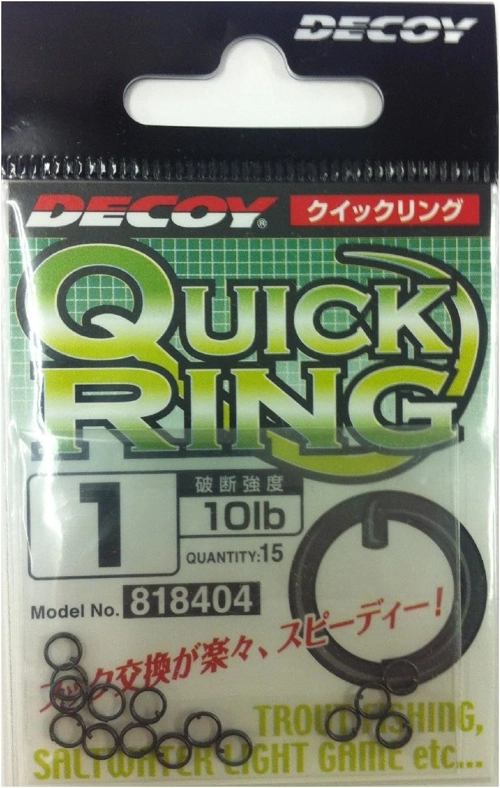 DECOY
DECOY® クイックリング
QUICK
RING
1 破断強度
10lb
QUANTITY:15
Model No. 818404
フック交換が楽々、スピーディー!
TROUT FISHING,
SALTWATER LIGHT GAME etc...